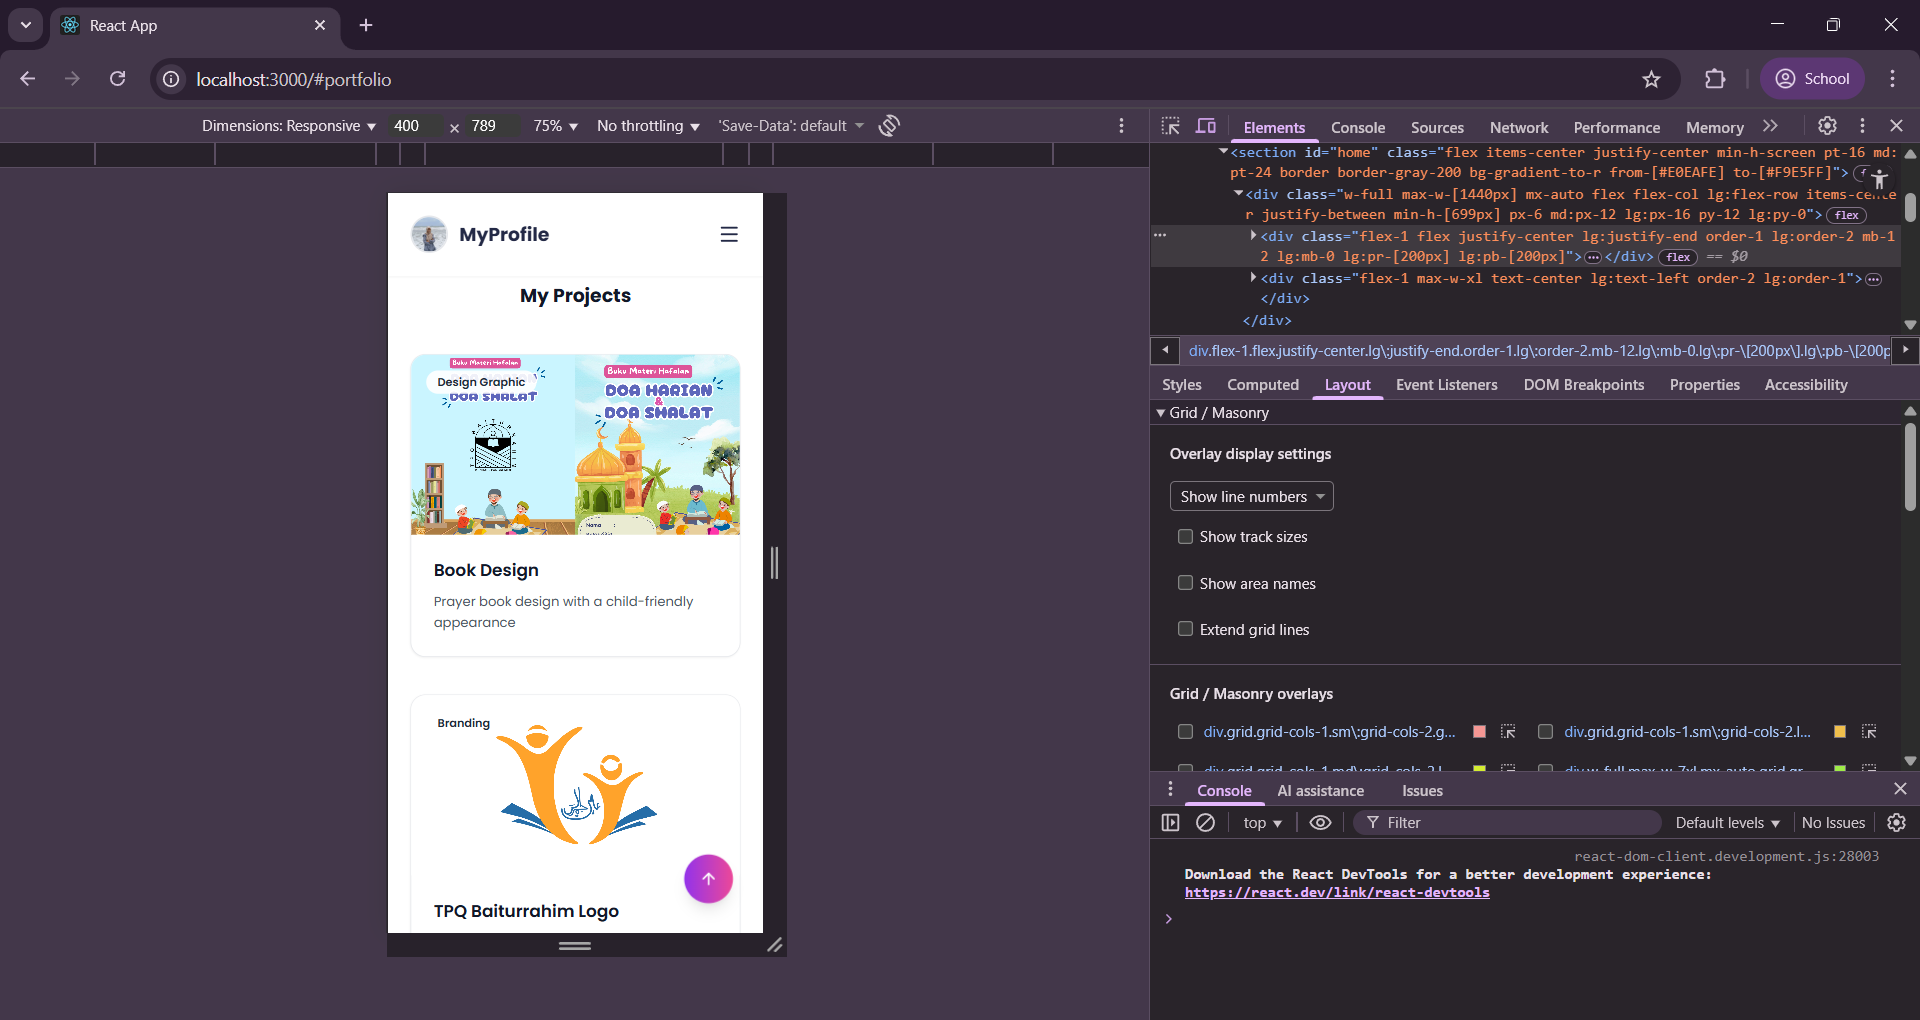 React App
localhost:3000/#portfolio
School
Dimensions: Responsive 400 x 789 75% No throttling 'Save-Data': default
MyProfile
My Projects
Buku Materi Hafalan
Design Graphic
DOA SHALAT
Buku Materi Hafalan
DOA HARIAN
&
DOA SHALAT
Nama :
Book Design
Prayer book design with a child-friendly
appearance
Branding
TPQ Baiturrahim Logo
Elements Console Sources Network Performance Memory
<section id="home" class="flex items-center justify-center min-h-screen pt-16 md:
pt-24 border border-gray-200 bg-gradient-to-r from-[#E0EAFE] to-[#F9E5FF]">
<div class="w-full max-w-[1440px] mx-auto flex flex-col lg:flex-row items-cente
r justify-between min-h-[699px] px-6 md:px-12 lg:px-16 py-12 lg:py-0"> flex
<div class="flex-1 flex justify-center lg:justify-end order-1 lg:order-2 mb-1
2 lg:mb-0 lg:pr-[200px] lg:pb-[200px]">…</div> flex == $0
<div class="flex-1 max-w-xl text-center lg:text-left order-2 lg:order-1">…
</div>
</div>
div.flex-1.flex.justify-center.lg\:justify-end.order-1.lg\:order-2.mb-12.lg\:mb-0.lg\:pr-\[200px\].lg\:pb-\[200p
Styles Computed Layout Event Listeners DOM Breakpoints Properties Accessibility
Grid / Masonry
Overlay display settings
Show line numbers
Show track sizes
Show area names
Extend grid lines
Grid / Masonry overlays
div.grid.grid-cols-1.sm\:grid-cols-2.g... div.grid.grid-cols-1.sm\:grid-cols-2.l...
Console AI assistance Issues
top Filter Default levels No Issues
react-dom-client.development.js:28003
Download the React DevTools for a better development experience:
https://react.dev/link/react-devtools